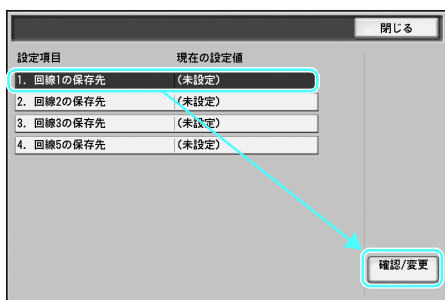 閉じる
設定項目 現在の設定値
1. 回線1の保存先 (未設定)
2. 回線2の保存先 (未設定)
3. 回線3の保存先 (未設定)
4. 回線5の保存先 (未設定)
確認/変更